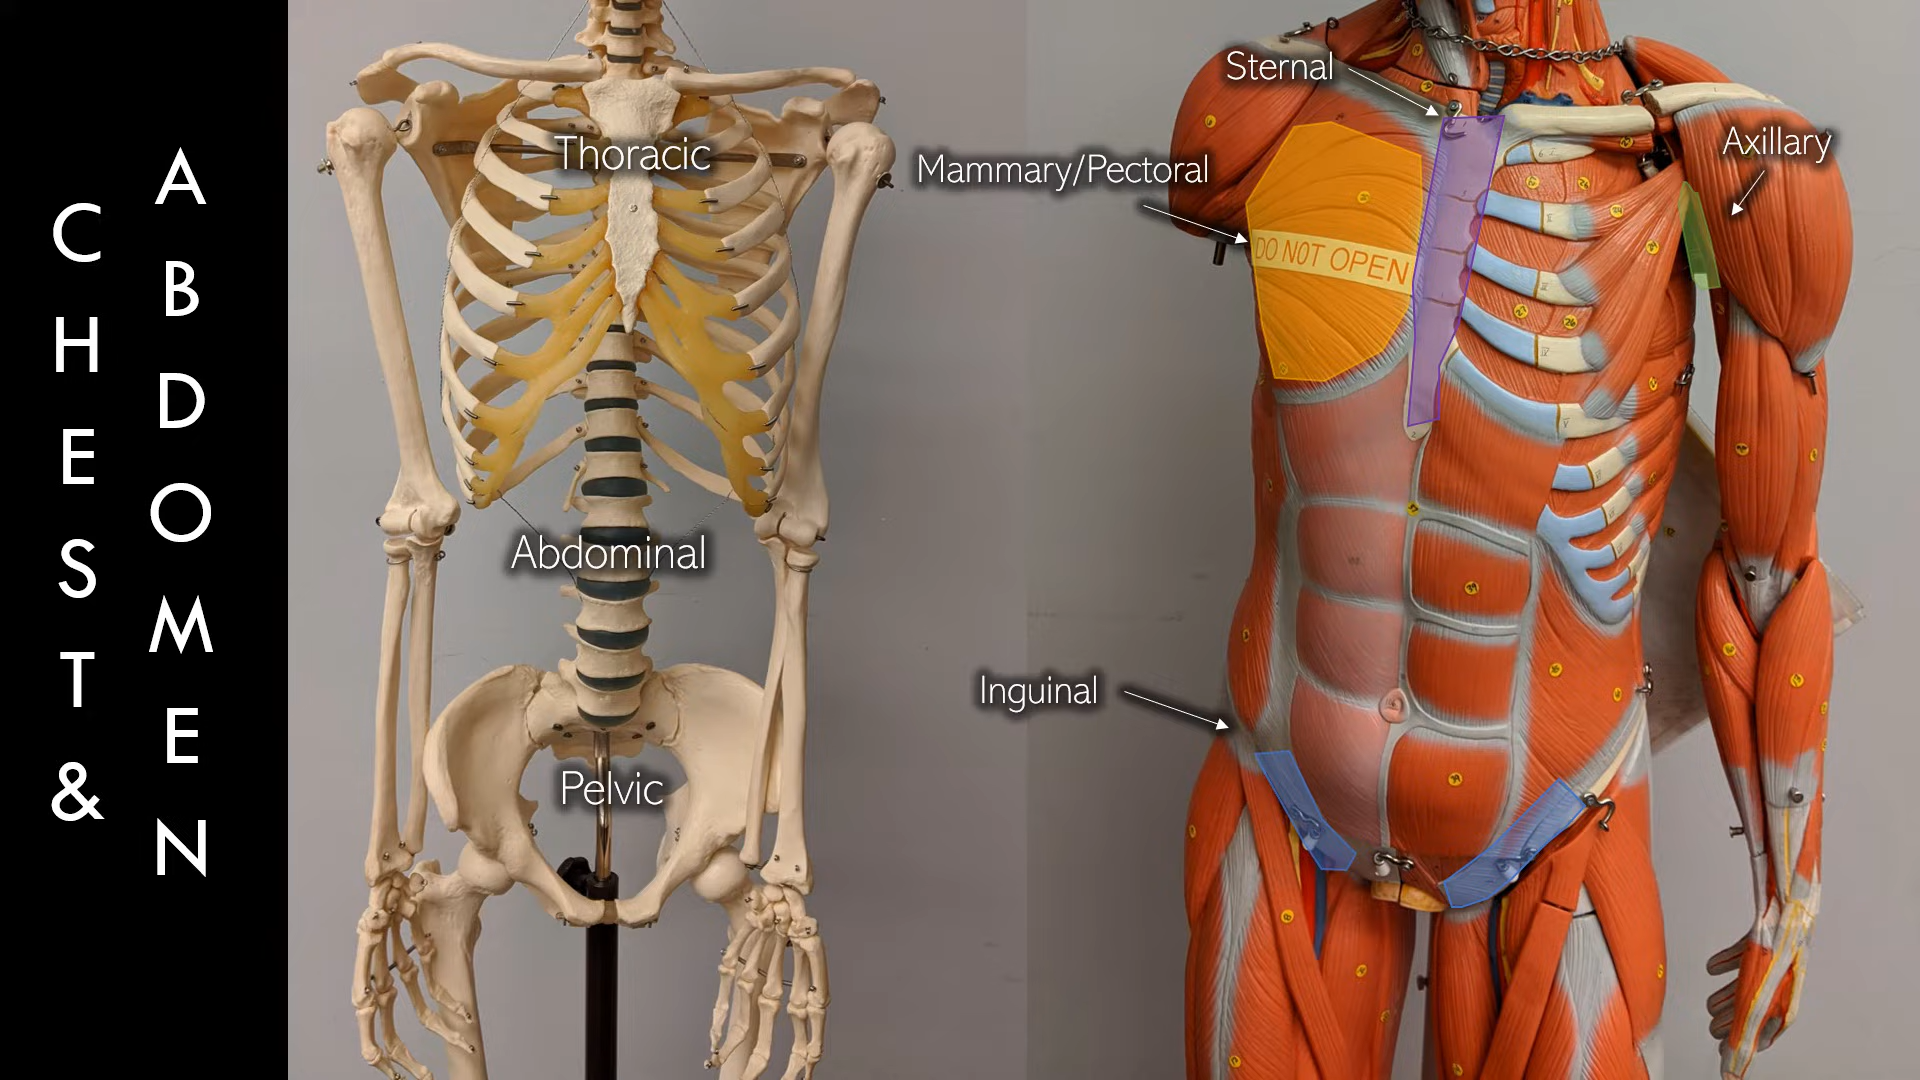 CHEST &
ABDOMEN
Thoracic
Abdominal
Pelvic
Sternal
Mammary/Pectoral
Axillary
DO NOT OPEN
Inguinal